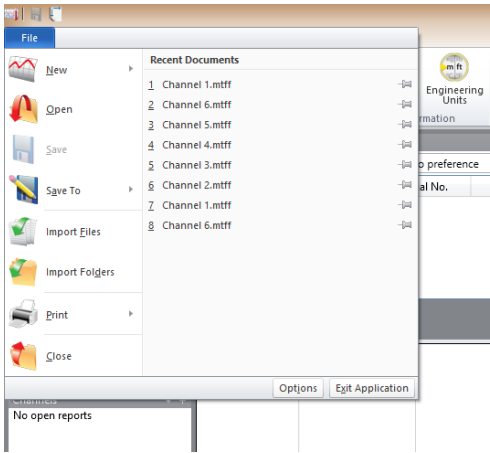 File
New
Open
Save
Save To
Import Files
Import Folders
Print
Close
Recent Documents
1 Channel 1.mtff
2 Channel 6.mtff
3 Channel 5.mtff
4 Channel 4.mtff
5 Channel 3.mtff
6 Channel 2.mtff
7 Channel 1.mtff
8 Channel 6.mtff
Options
Exit Application
m ft
Engineering
Units
rmation
o preference
al No.
Channels
No open reports